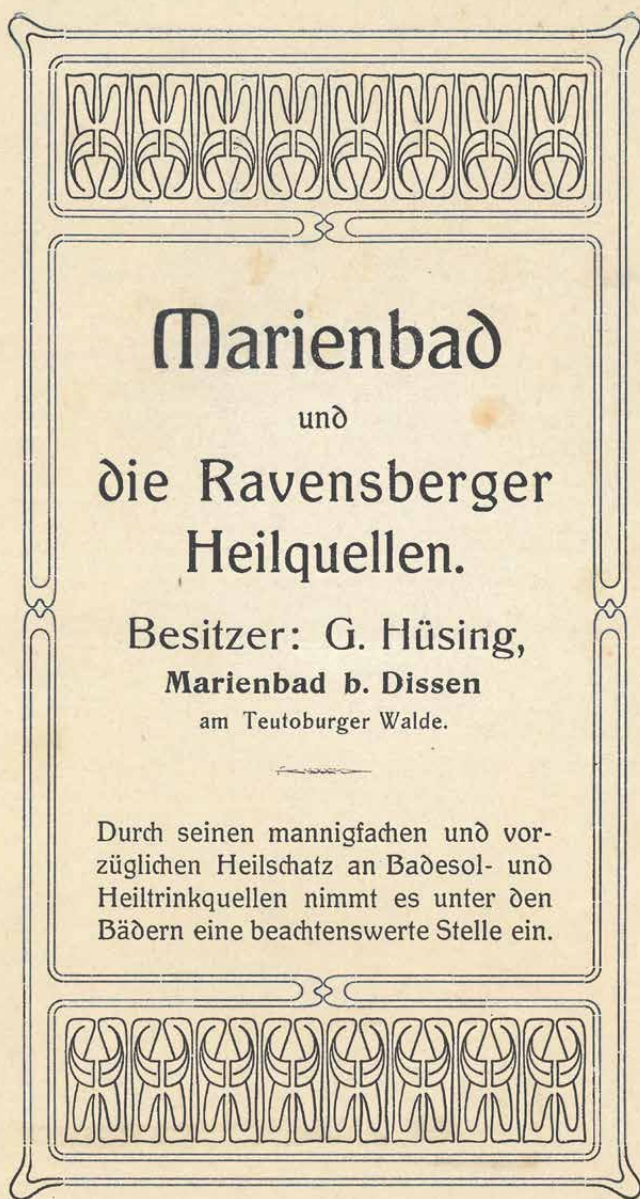 Marienbad
und
die Ravensberger
Heilquellen.
Besitzer: G. Hüsing,
Marienbad b. Dissen
am Teutoburger Walde.
Durch seinen mannigfachen und vor-
züglichen Heilschatz an Badesol- und
Heiltrinkquellen nimmt es unter den
Bädern eine beachtenswerte Stelle ein.